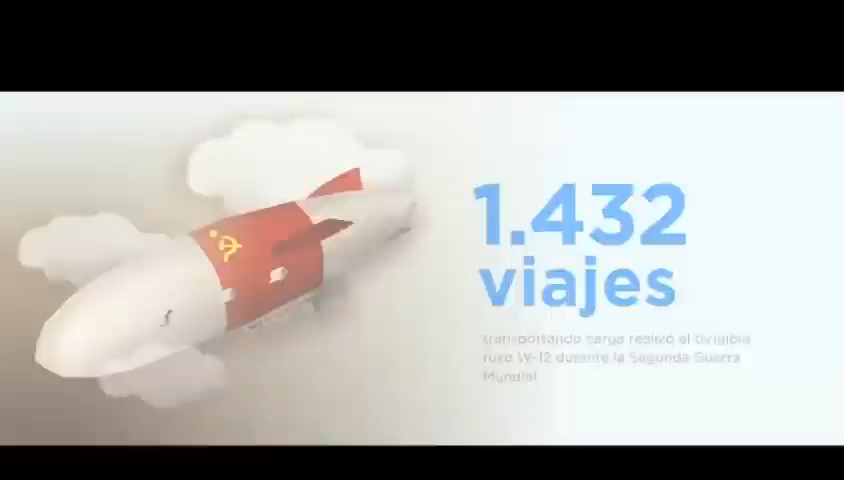 1.432
viajes
transportando carga realizó el dirigible
ruso W-12 durante la Segunda Guerra
Mundial